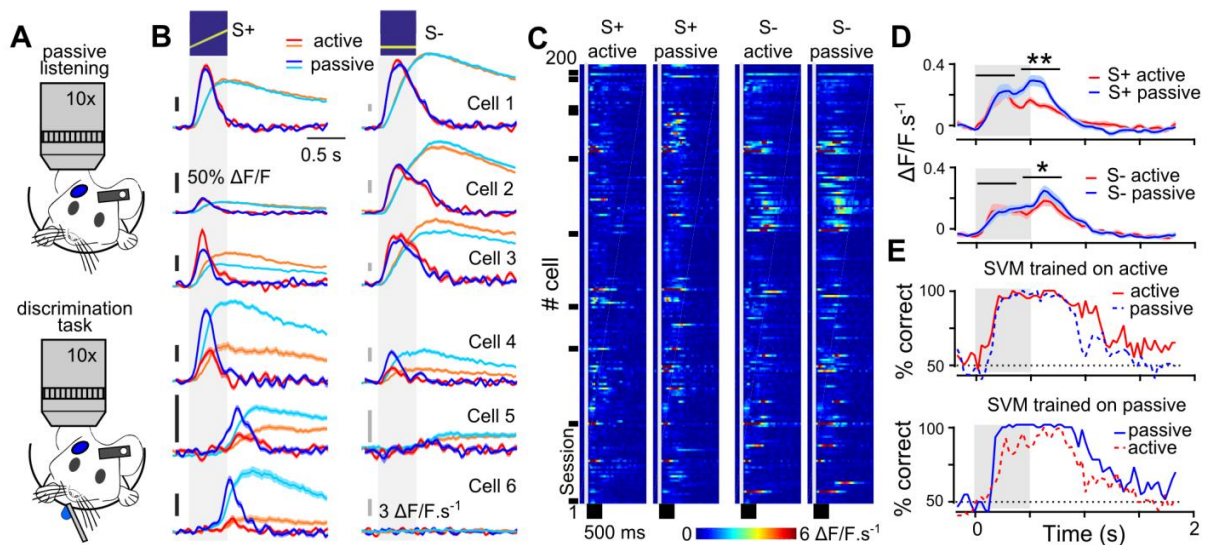 A
passive
listening
10x
discrimination
task
10x
B
S+
active
passive
S-
Cell 1
0.5 s
50% ΔF/F
Cell 2
Cell 3
Cell 4
Cell 5
Cell 6
3 ΔF/F.s⁻¹
C
S+ S+ S- S-
active passive active passive
200
# cell
Session
1
500 ms
0 6 ΔF/F.s⁻¹
D
0.4
**
S+ active
S+ passive
0
ΔF/F.s⁻¹
0.4
*
S- active
S- passive
0
E
SVM trained on active
100
active
passive
% correct
50
SVM trained on passive
100
passive
active
% correct
50
0 Time (s) 2